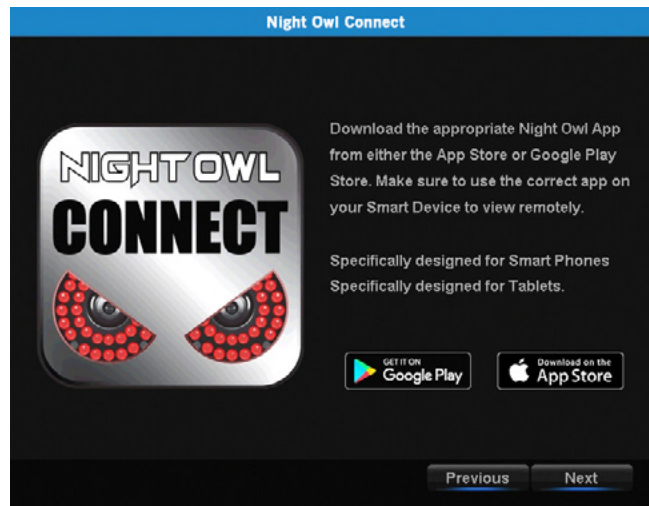 Night Owl Connect
NIGHT OWL
CONNECT
Download the appropriate Night Owl App
from either the App Store or Google Play
Store. Make sure to use the correct app on
your Smart Device to view remotely.
Specifically designed for Smart Phones
Specifically designed for Tablets.
GET IT ON
Google Play
Download on the
App Store
Previous
Next